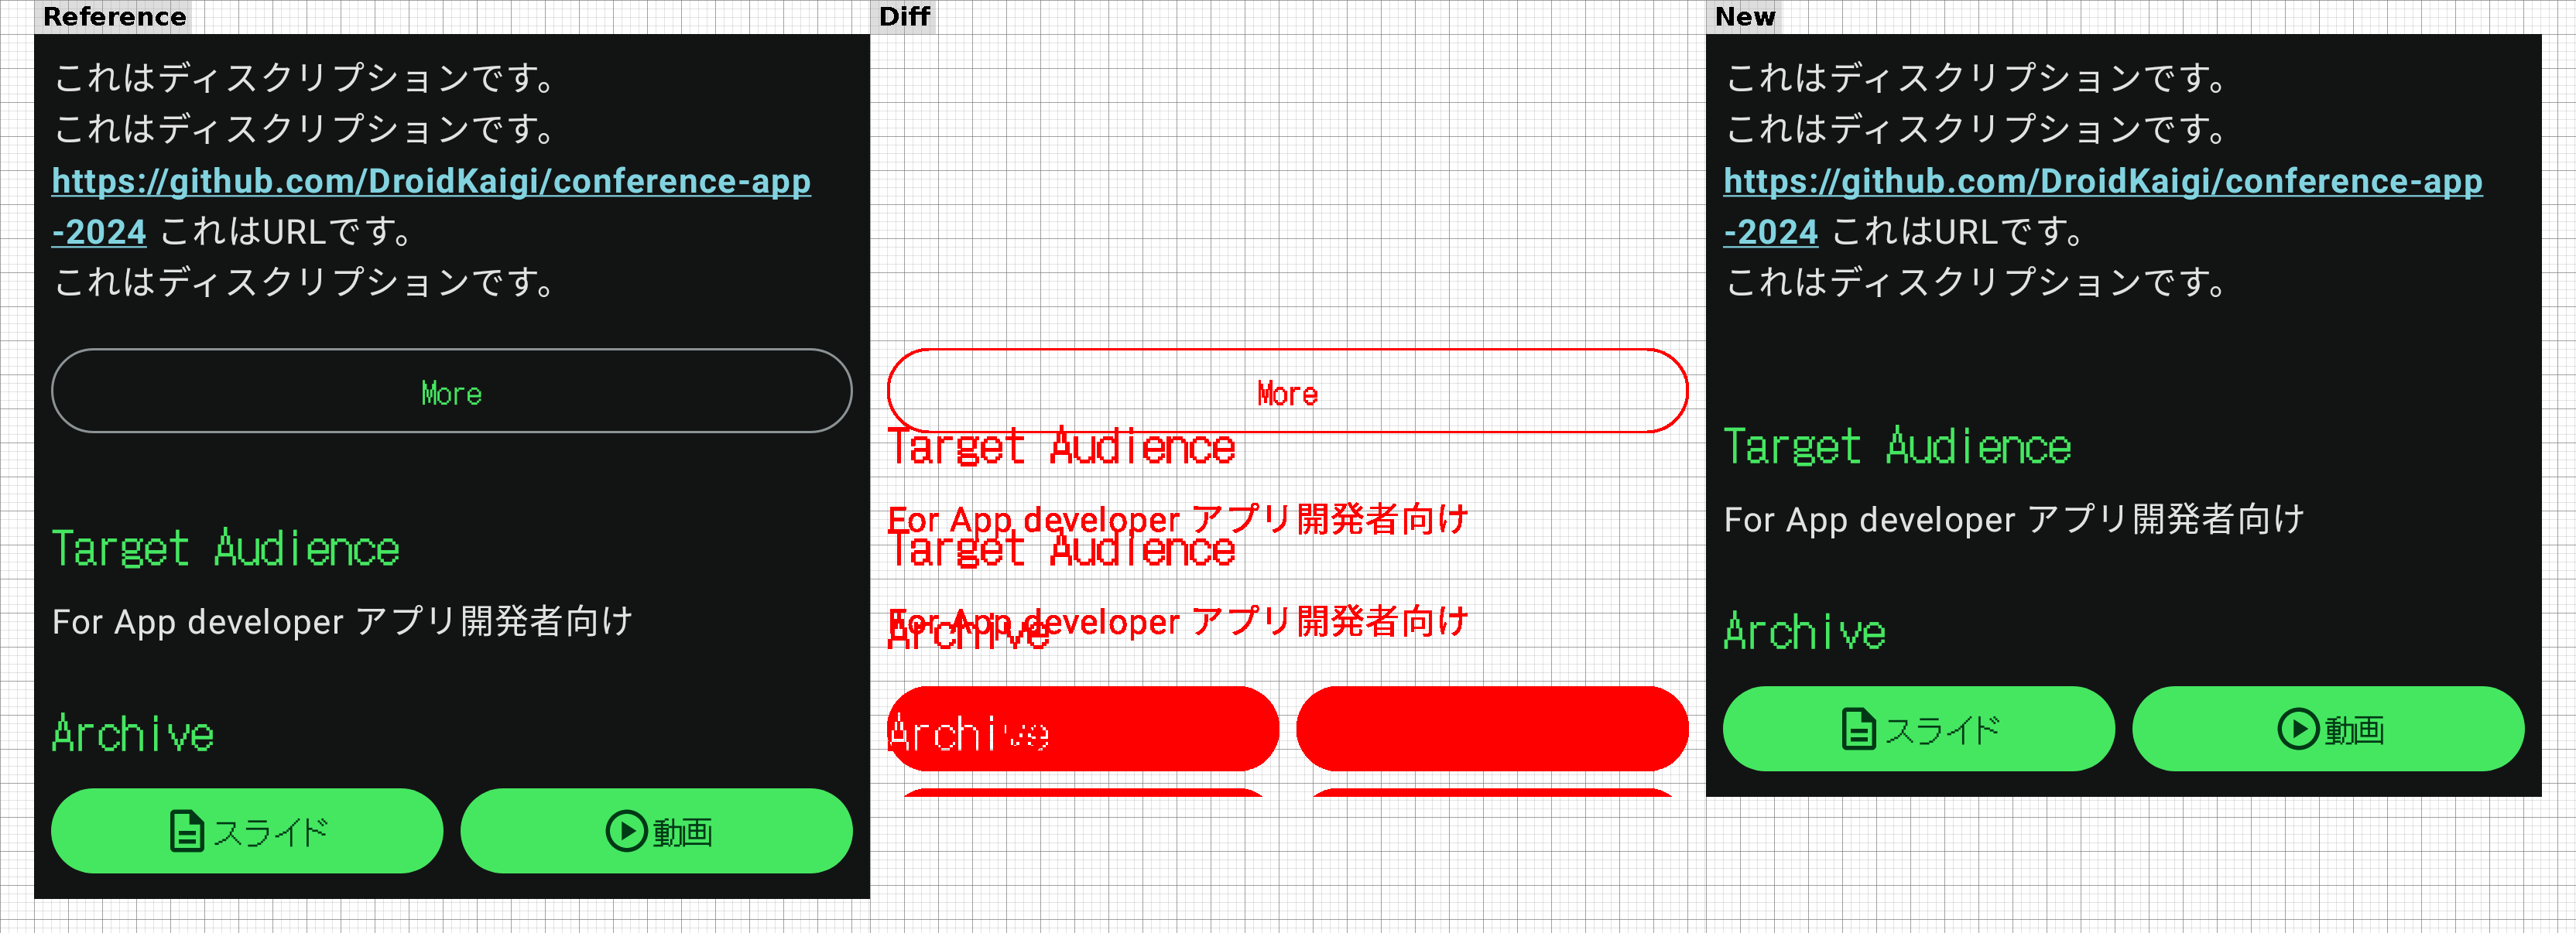 Reference
これはディスクリプションです。
これはディスクリプションです。
https://github.com/DroidKaigi/conference-app
-2024 これはURLです。
これはディスクリプションです。
More
Target Audience
For App developer アプリ開発者向け
Archive
スライド
動画
Diff
More
Target Audience
For App developer アプリ開発者向け
Target Audience
For App developer アプリ開発者向け
Archive
Archive
New
これはディスクリプションです。
これはディスクリプションです。
https://github.com/DroidKaigi/conference-app
-2024 これはURLです。
これはディスクリプションです。
Target Audience
For App developer アプリ開発者向け
Archive
スライド
動画